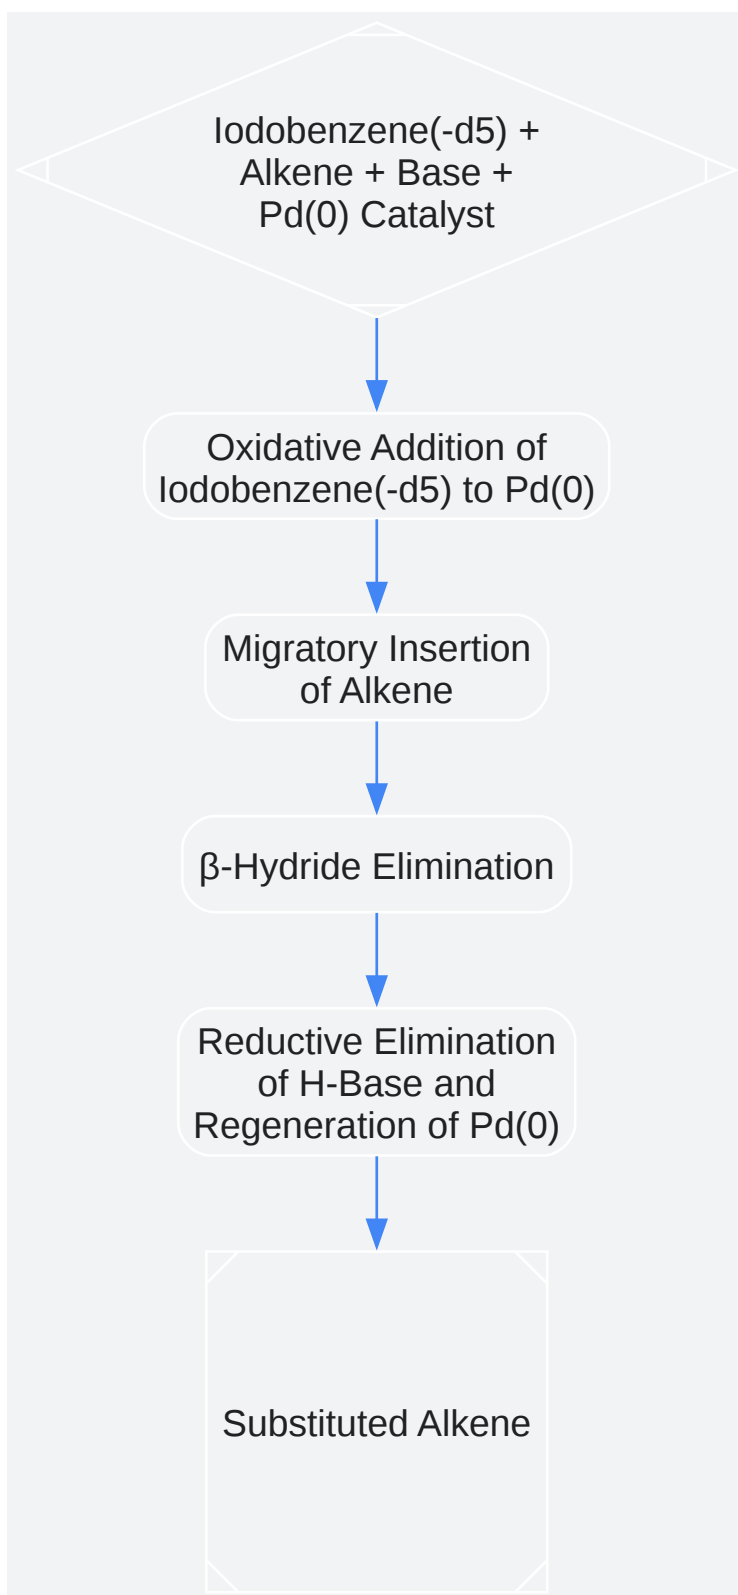 Iodobenzene(-d5) +
Alkene + Base +
Pd(0) Catalyst
Oxidative Addition of
Iodobenzene(-d5) to Pd(0)
Migratory Insertion
of Alkene
β-Hydride Elimination
Reductive Elimination
of H-Base and
Regeneration of Pd(0)
Substituted Alkene